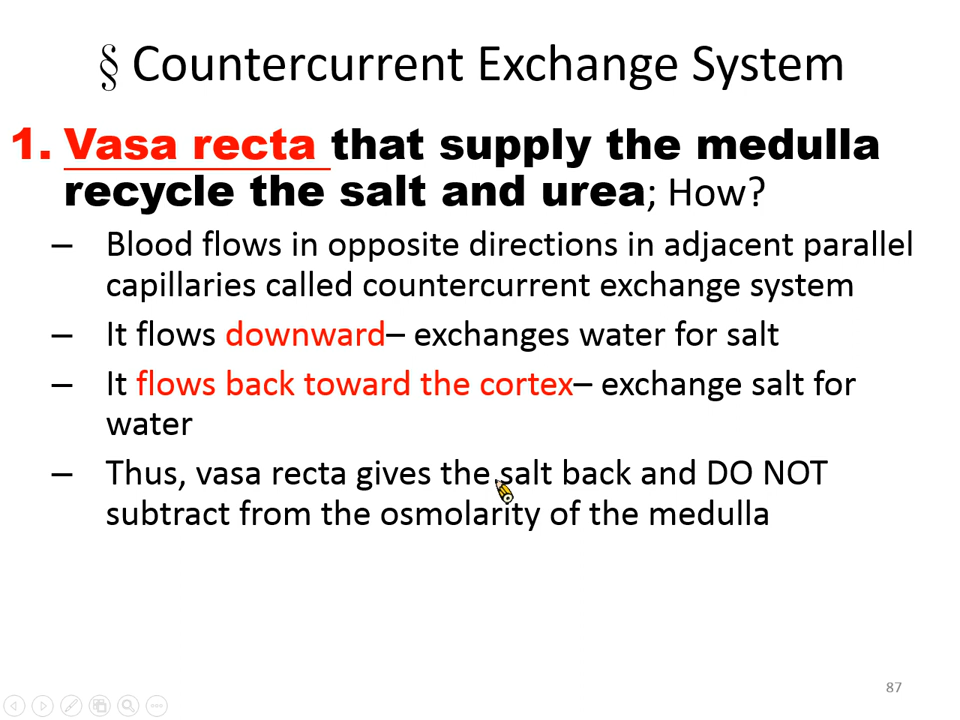 § Countercurrent Exchange System
1. Vasa recta that supply the medulla
recycle the salt and urea; How?
– Blood flows in opposite directions in adjacent parallel
capillaries called countercurrent exchange system
– It flows downward– exchanges water for salt
– It flows back toward the cortex– exchange salt for
water
– Thus, vasa recta gives the salt back and DO NOT
subtract from the osmolarity of the medulla
87